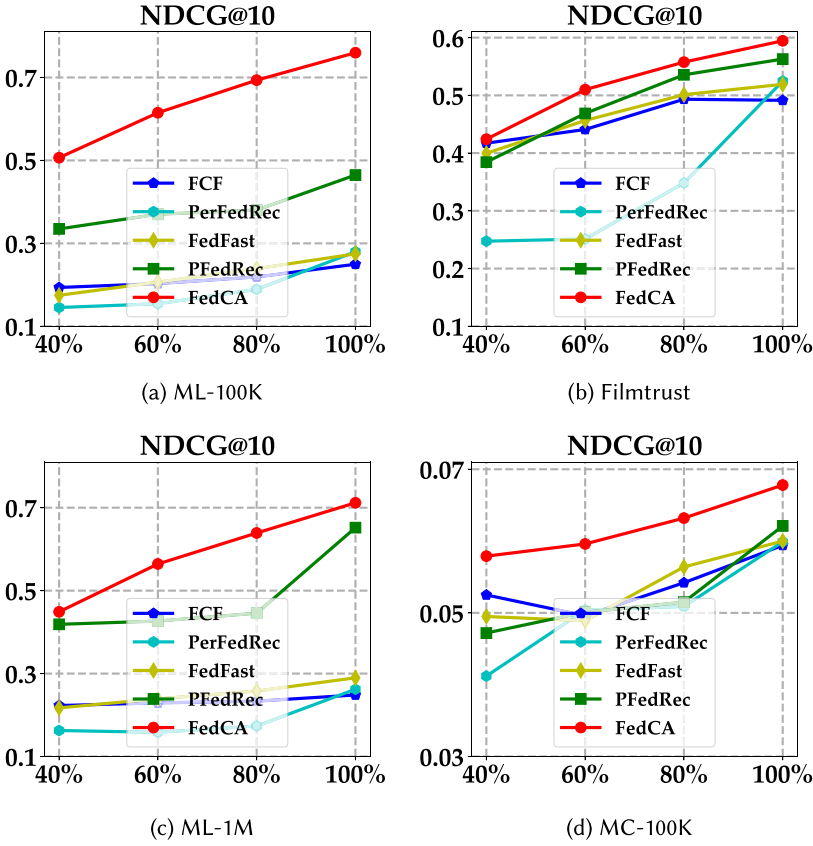 NDCG@10
0.7
0.5
0.3
0.1
FCF
PerFedRec
FedFast
PFedRec
FedCA
40% 60% 80% 100%
(a) ML-100K
NDCG@10
0.6
0.5
0.4
0.3
0.2
0.1
FCF
PerFedRec
FedFast
PFedRec
FedCA
40% 60% 80% 100%
(b) Filmtrust
NDCG@10
0.7
0.5
0.3
0.1
FCF
PerFedRec
FedFast
PFedRec
FedCA
40% 60% 80% 100%
(c) ML-1M
NDCG@10
0.07
0.05
0.03
FCF
PerFedRec
FedFast
PFedRec
FedCA
40% 60% 80% 100%
(d) MC-100K